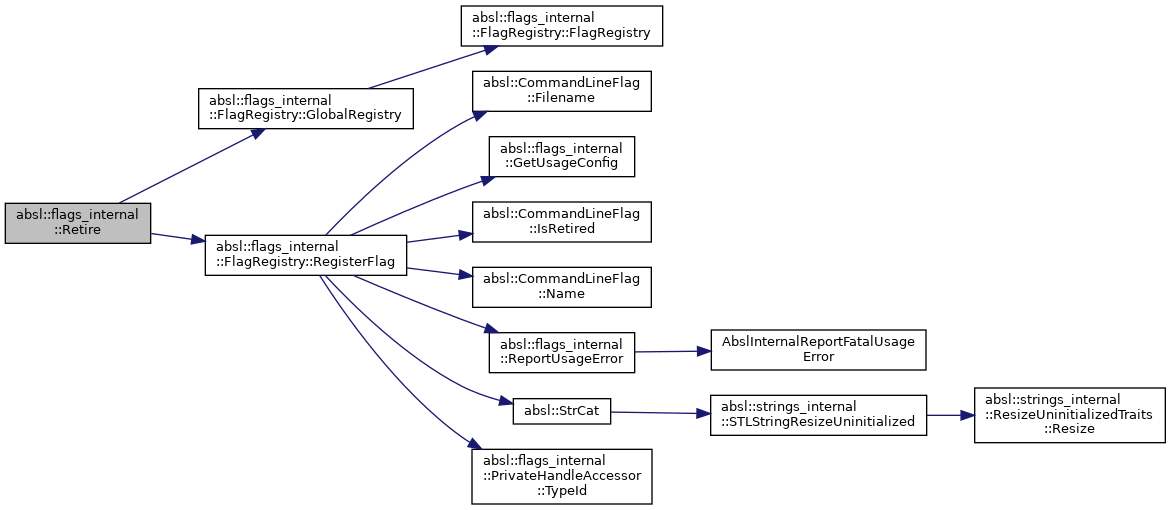 absl::flags_internal
::FlagRegistry::FlagRegistry
absl::CommandLineFlag
::Filename
absl::flags_internal
::FlagRegistry::GlobalRegistry
absl::flags_internal
::GetUsageConfig
absl::flags_internal
::Retire
absl::CommandLineFlag
::IsRetired
absl::flags_internal
::FlagRegistry::RegisterFlag
absl::CommandLineFlag
::Name
absl::flags_internal
::ReportUsageError
AbslInternalReportFatalUsage
Error
absl::StrCat
absl::strings_internal
::STLStringResizeUninitialized
absl::strings_internal
::ResizeUninitializedTraits
::Resize
absl::flags_internal
::PrivateHandleAccessor
::TypeId